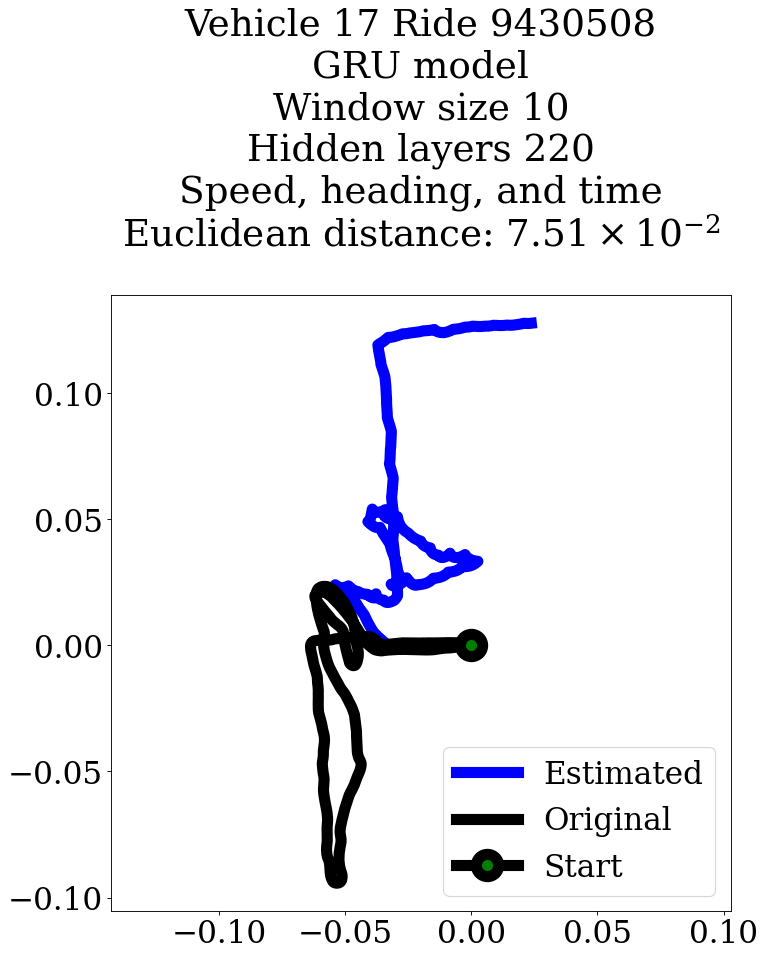 Vehicle 17 Ride 9430508
GRU model
Window size 10
Hidden layers 220
Speed, heading, and time
Euclidean distance: 7.51 × 10⁻²
0.10
0.05
0.00
−0.05
−0.10
−0.10 −0.05 0.00 0.05 0.10
Estimated
Original
Start